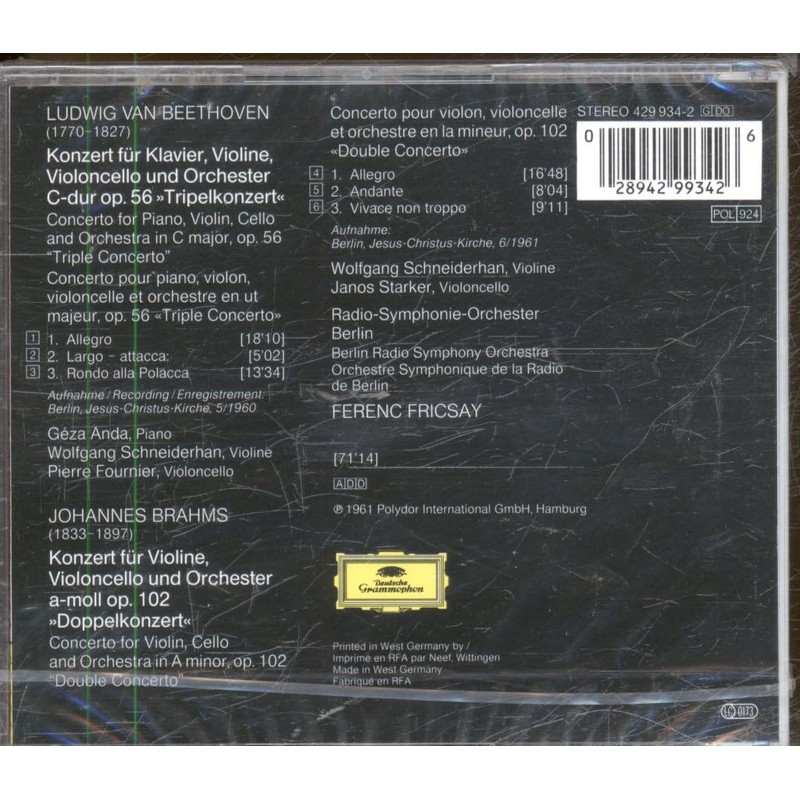 LUDWIG VAN BEETHOVEN
(1770–1827)
Konzert für Klavier, Violine,
Violoncello und Orchester
C-dur op. 56 »Tripelkonzert«
Concerto for Piano, Violin, Cello
and Orchestra in C major, op. 56
“Triple Concerto”
Concerto pour piano, violon,
violoncelle et orchestre en ut
majeur, op. 56 «Triple Concerto»
1 1. Allegro [18'10]
2 2. Largo – attacca: [5'02]
3 3. Rondo alla Polacca [13'34]
Aufnahme / Recording / Enregistrement:
Berlin, Jesus-Christus-Kirche, 5/1960
Géza Anda, Piano
Wolfgang Schneiderhan, Violine
Pierre Fournier, Violoncello
JOHANNES BRAHMS
(1833–1897)
Konzert für Violine,
Violoncello und Orchester
a-moll op. 102
»Doppelkonzert«
Concerto for Violin, Cello
and Orchestra in A minor, op. 102
“Double Concerto”
Concerto pour violon, violoncelle
et orchestre en la mineur, op. 102
«Double Concerto»
4 1. Allegro [16'48]
5 2. Andante [8'04]
6 3. Vivace non troppo [9'11]
Aufnahme:
Berlin, Jesus-Christus-Kirche, 6/1961
Wolfgang Schneiderhan, Violine
Janos Starker, Violoncello
Radio-Symphonie-Orchester
Berlin
Berlin Radio Symphony Orchestra
Orchestre Symphonique de la Radio
de Berlin
FERENC FRICSAY
[71'14]
ADD
℗ 1961 Polydor International GmbH, Hamburg
Deutsche
Grammophon
Printed in West Germany by /
Imprimé en RFA par Neef, Wittingen
Made in West Germany
Fabriqué en RFA
STEREO 429 934-2 GIDO
0 28942 99342 6
POL 924
LC 0173